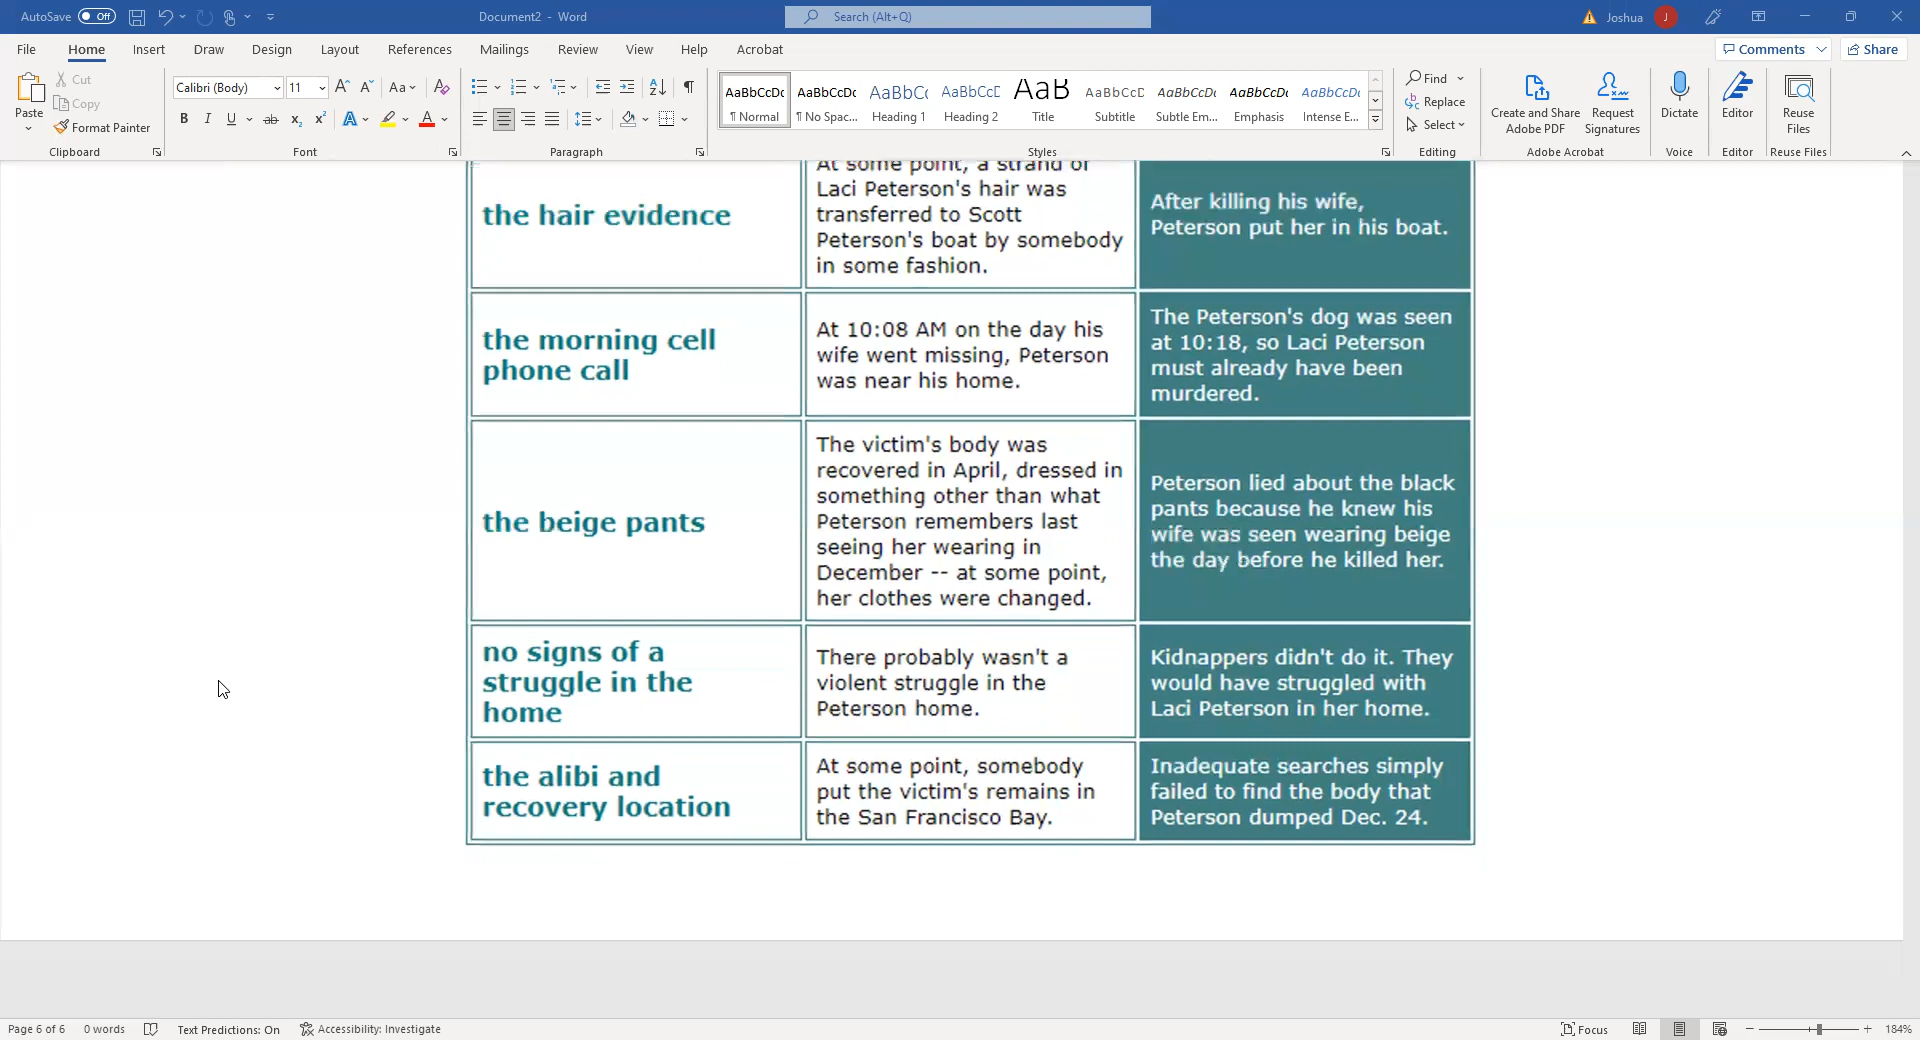 AutoSave Off Document2 - Word Search (Alt+Q) Joshua J
File Home Insert Draw Design Layout References Mailings Review View Help Acrobat Comments Share
Paste
Cut
Copy
Format Painter
Clipboard
Calibri (Body) 11
Font
Paragraph
AaBbCcDc AaBbCcDc AaBbCc AaBbCcD AaB AaBbCcD AaBbCcDc AaBbCcDc AaBbCcDc
¶ Normal ¶ No Spac... Heading 1 Heading 2 Title Subtitle Subtle Em... Emphasis Intense E...
Styles
Find
Replace
Select
Editing
Create and Share
Adobe PDF
Request
Signatures
Adobe Acrobat
Dictate
Voice
Editor
Editor
Reuse
Files
Reuse Files
the hair evidence
At some point, a strand of
Laci Peterson's hair was
transferred to Scott
Peterson's boat by somebody
in some fashion.
After killing his wife,
Peterson put her in his boat.
the morning cell
phone call
At 10:08 AM on the day his
wife went missing, Peterson
was near his home.
The Peterson's dog was seen
at 10:18, so Laci Peterson
must already have been
murdered.
the beige pants
The victim's body was
recovered in April, dressed in
something other than what
Peterson remembers last
seeing her wearing in
December -- at some point,
her clothes were changed.
Peterson lied about the black
pants because he knew his
wife was seen wearing beige
the day before he killed her.
no signs of a
struggle in the
home
There probably wasn't a
violent struggle in the
Peterson home.
Kidnappers didn't do it. They
would have struggled with
Laci Peterson in her home.
the alibi and
recovery location
At some point, somebody
put the victim's remains in
the San Francisco Bay.
Inadequate searches simply
failed to find the body that
Peterson dumped Dec. 24.
Page 6 of 6 0 words Text Predictions: On Accessibility: Investigate Focus 184%